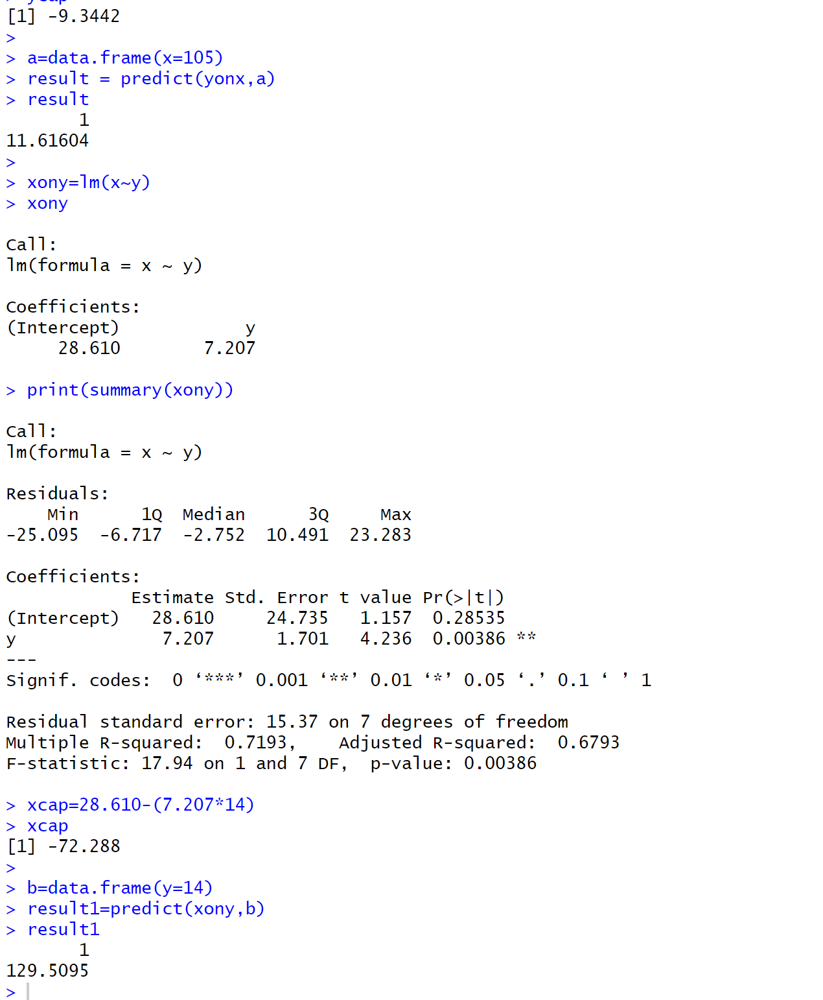 > ycap
[1] -9.3442
>
> a=data.frame(x=105)
> result = predict(yonx,a)
> result
       1
11.61604
>
> xony=lm(x~y)
> xony

Call:
lm(formula = x ~ y)

Coefficients:
(Intercept)            y
     28.610        7.207

> print(summary(xony))

Call:
lm(formula = x ~ y)

Residuals:
    Min      1Q  Median      3Q     Max
-25.095  -6.717  -2.752  10.491  23.283

Coefficients:
            Estimate Std. Error t value Pr(>|t|)
(Intercept)   28.610     24.735   1.157  0.28535
y              7.207      1.701   4.236  0.00386 **
---
Signif. codes:  0 ‘***’ 0.001 ‘**’ 0.01 ‘*’ 0.05 ‘.’ 0.1 ‘ ’ 1

Residual standard error: 15.37 on 7 degrees of freedom
Multiple R-squared:  0.7193,    Adjusted R-squared:  0.6793
F-statistic: 17.94 on 1 and 7 DF,  p-value: 0.00386

> xcap=28.610-(7.207*14)
> xcap
[1] -72.288
>
> b=data.frame(y=14)
> result1=predict(xony,b)
> result1
       1
129.5095
>